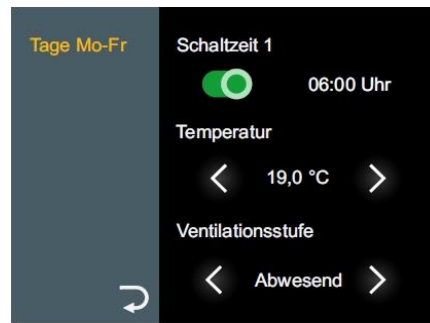 Tage Mo-Fr
Schaltzeit 1
06:00 Uhr
Temperatur
19,0 °C
Ventilationsstufe
Abwesend